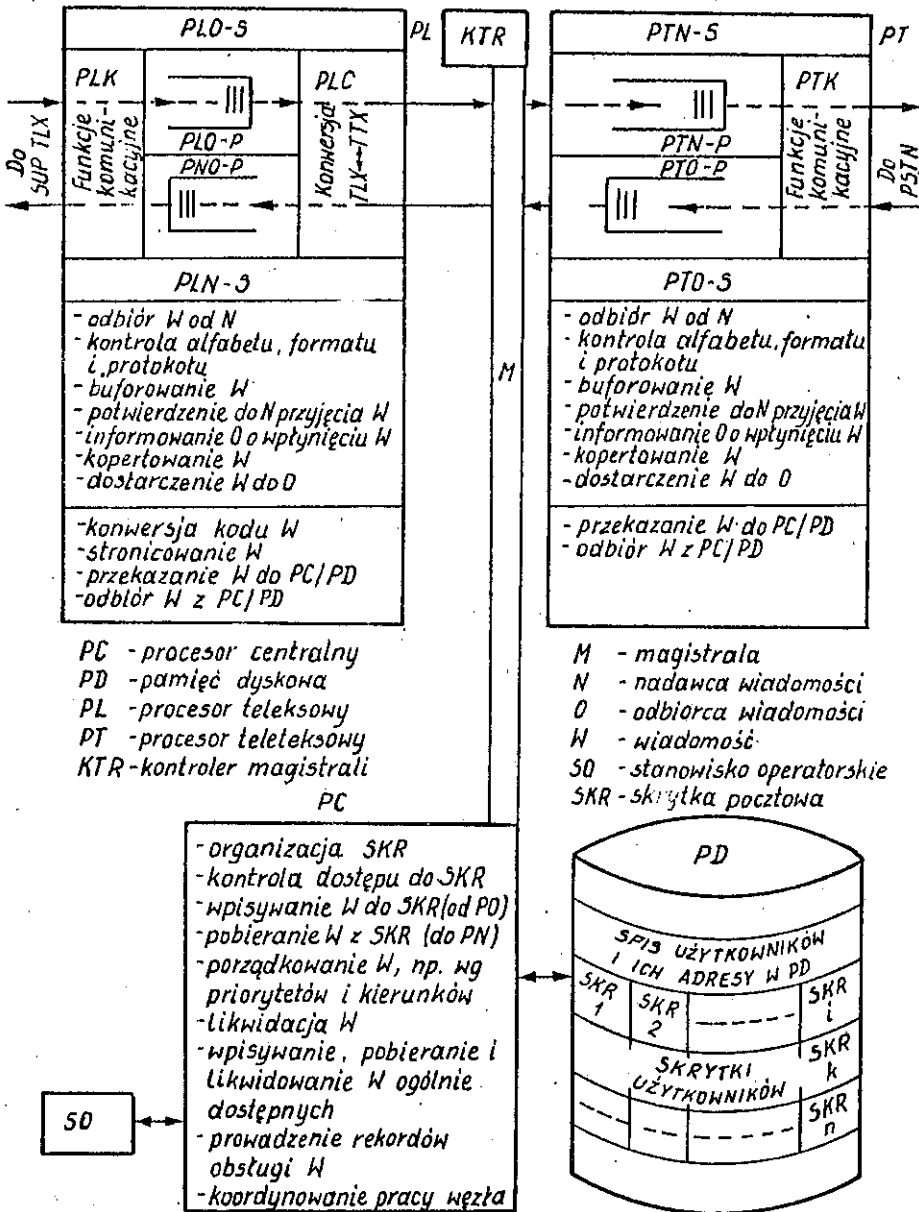 PLO-S
PL
KTR
PTN-S
PT
PLK
PLC
PTK
Do SUP TLX
Funkcje komuni-
kacyjne
PLO-P
PNO-P
Konwersja
TLX↔TTX
PTN-P
PTO-P
Funkcje
komuni-
kacyjne
Do PSTN
PLN-S
- odbiór W od N
- kontrola alfabetu, formatu
i protokołu
- buforowanie W
- potwierdzenie do N przyjęcia W
- informowanie O o wpłynięciu W
- kopertowanie W
- dostarczenie W do O
- konwersja kodu W
- stronicowanie W
- przekazanie W do PC/PD
- odbiór W z PC/PD
M
PTO-S
- odbiór W od N
- kontrola alfabetu, formatu
i protokołu
- buforowanie W
- potwierdzenie do N przyjęcia W
- informowanie O o wpłynięciu W
- kopertowanie W
- dostarczenie W do O
- przekazanie W do PC/PD
- odbiór W z PC/PD
PC - procesor centralny
PD - pamięć dyskowa
PL - procesor teleksowy
PT - procesor teleteksowy
KTR - kontroler magistrali
M - magistrala
N - nadawca wiadomości
O - odbiorca wiadomości
W - wiadomość
SO - stanowisko operatorskie
SKR - skrytka pocztowa
PC
- organizacja SKR
- kontrola dostępu do SKR
- wpisywanie W do SKR (od PO)
- pobieranie W z SKR (do PN)
- porządkowanie W, np. wg
priorytetów i kierunków
- likwidacja W
- wpisywanie, pobieranie i
likwidowanie W ogólnie
dostępnych
- prowadzenie rekordów
obsługi W
- koordynowanie pracy węzła
SO
PD
SPIS UŻYTKOWNIKÓW
I ICH ADRESY W PD
SKR 1
SKR 2
SKR i
SKRYTKI
UŻYTKOWNIKÓW
SKR k
SKR n